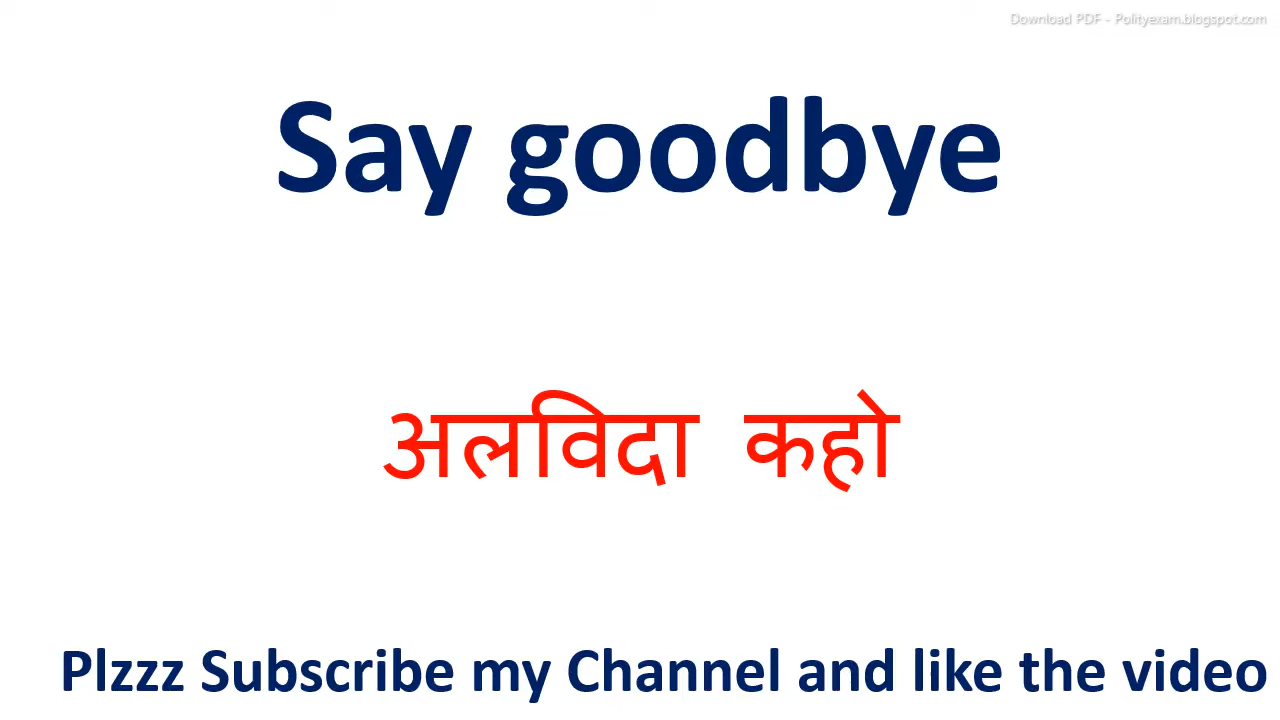 Download PDF - Polityexam.blogspot.com
Say goodbye
अलविदा कहो
Plzzz Subscribe my Channel and like the video